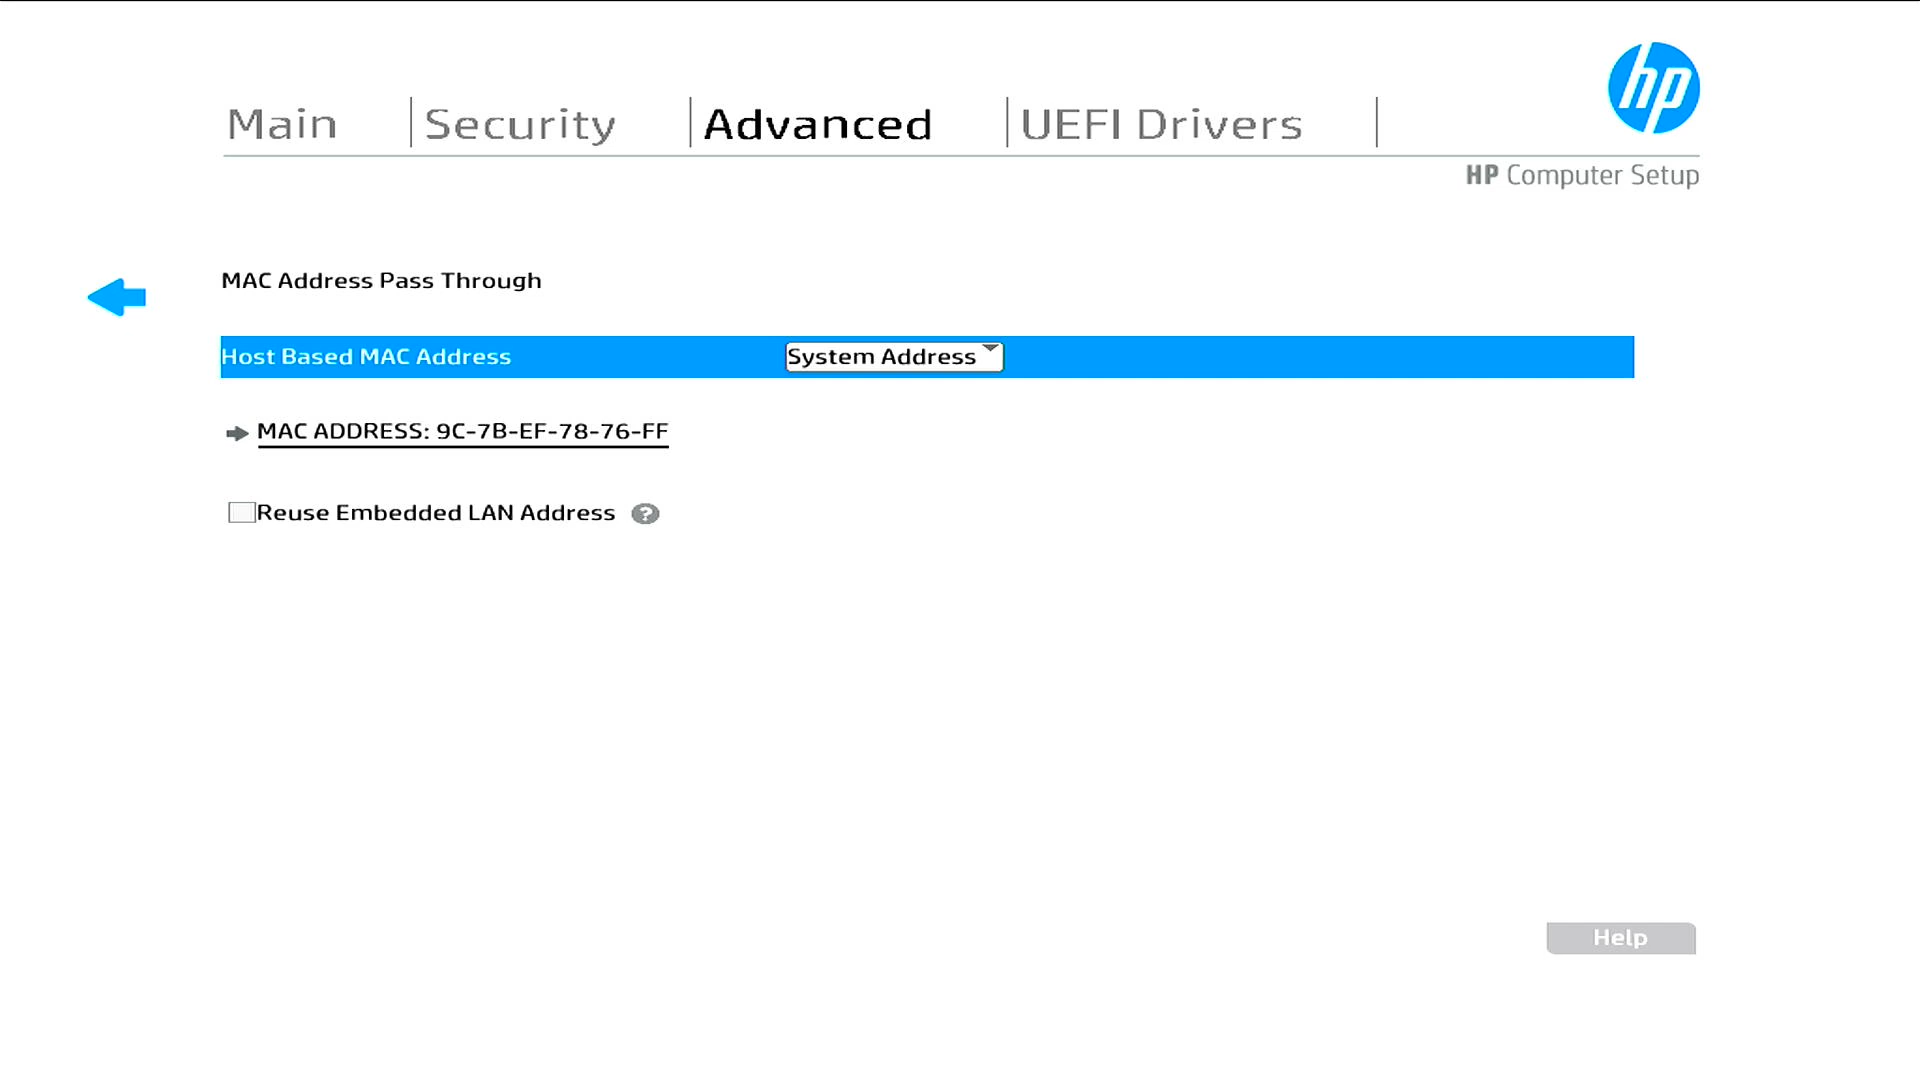 Main
Security
Advanced
UEFI Drivers
hp
HP Computer Setup
MAC Address Pass Through
Host Based MAC Address
System Address
MAC ADDRESS: 9C-7B-EF-78-76-FF
Reuse Embedded LAN Address ?
Help